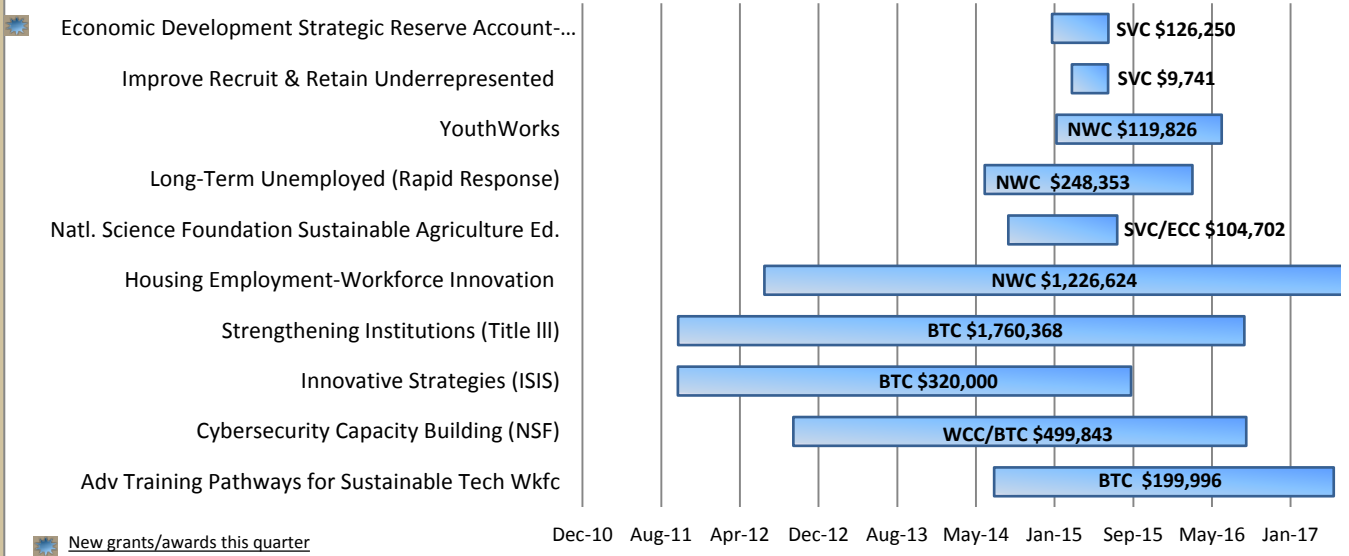 Economic Development Strategic Reserve Account-... SVC $126,250
Improve Recruit & Retain Underrepresented SVC $9,741
YouthWorks NWC $119,826
Long-Term Unemployed (Rapid Response) NWC $248,353
Natl. Science Foundation Sustainable Agriculture Ed. SVC/ECC $104,702
Housing Employment-Workforce Innovation NWC $1,226,624
Strengthening Institutions (Title lll) BTC $1,760,368
Innovative Strategies (ISIS) BTC $320,000
Cybersecurity Capacity Building (NSF) WCC/BTC $499,843
Adv Training Pathways for Sustainable Tech Wkfc BTC $199,996
Dec-10 Aug-11 Apr-12 Dec-12 Aug-13 May-14 Jan-15 Sep-15 May-16 Jan-17
New grants/awards this quarter